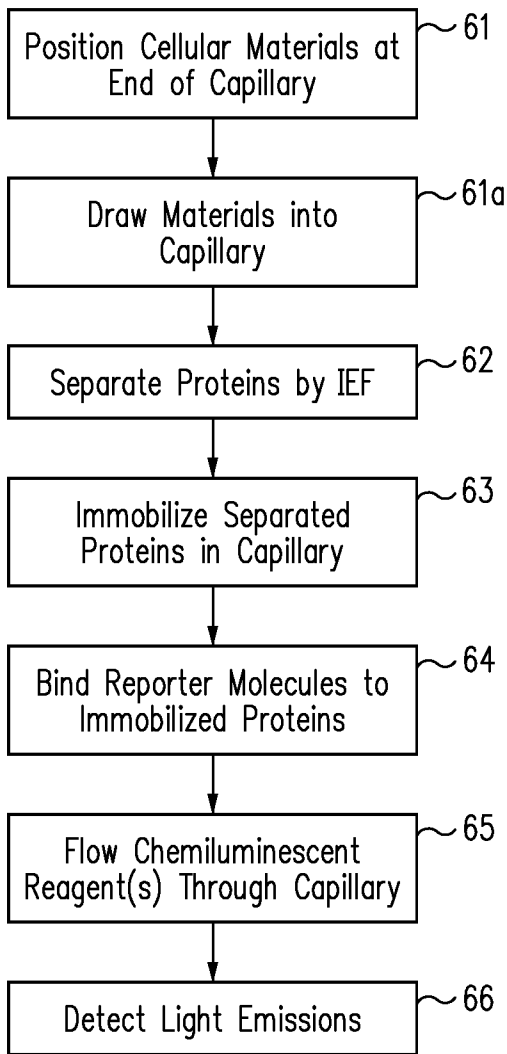 61
Position Cellular Materials at
End of Capillary
61a
Draw Materials into
Capillary
62
Separate Proteins by IEF
63
Immobilize Separated
Proteins in Capillary
64
Bind Reporter Molecules to
Immobilized Proteins
65
Flow Chemiluminescent
Reagent(s) Through Capillary
66
Detect Light Emissions